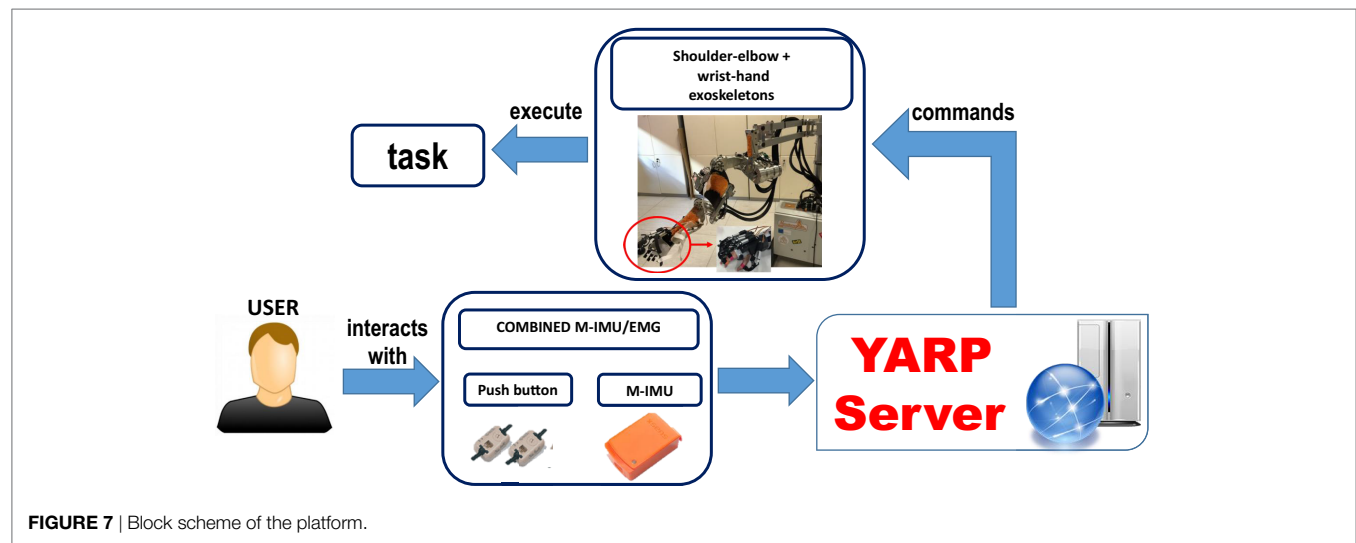 Shoulder-elbow +
wrist-hand
exoskeletons
execute
commands
task
USER
interacts
with
COMBINED M-IMU/EMG
Push button
M-IMU
YARP
Server
FIGURE 7 | Block scheme of the platform.